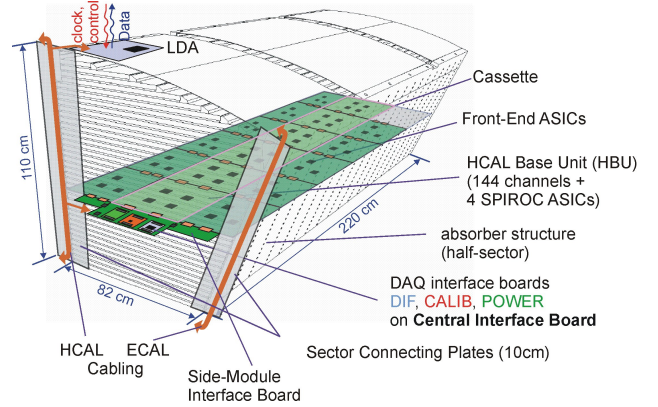 clock,
control
Data
LDA
Cassette
Front-End ASICs
HCAL Base Unit (HBU)
(144 channels +
4 SPIROC ASICs)
110 cm
220 cm
absorber structure
(half-sector)
DAQ interface boards
DIF, CALIB, POWER
on Central Interface Board
82 cm
HCAL ECAL
Cabling
Sector Connecting Plates (10cm)
Side-Module
Interface Board